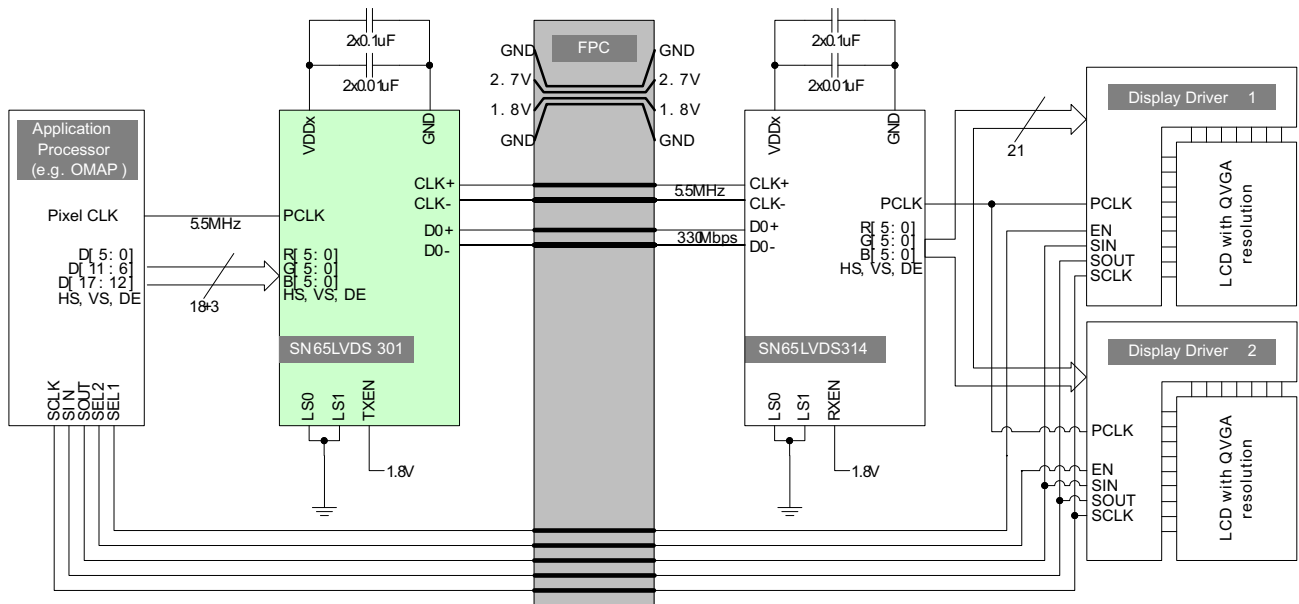 2x0.1uF
2x0.01uF
VDDx
GND
Application
Processor
(e.g. OMAP )
Pixel CLK
5.5MHz
D[ 5: 0]
D[ 11: 6]
D[ 17: 12]
HS, VS, DE
18+3
SCLK
SIN
SOUT
SEL2
SEL1
PCLK
R[ 5: 0]
G[ 5: 0]
B[ 5: 0]
HS, VS, DE
CLK+
CLK-
D0+
D0-
SN65LVDS 301
LS0
LS1
TXEN
1.8V
FPC
GND
2.7V
1.8V
GND
GND
2.7V
1.8V
GND
5.5MHz
330Mbps
2x0.1uF
2x0.01uF
VDDx
GND
CLK+
CLK-
D0+
D0-
PCLK
R[ 5: 0]
G[ 5: 0]
B[ 5: 0]
HS, VS, DE
SN65LVDS314
LS0
LS1
RXEN
1.8V
21
Display Driver 1
PCLK
EN
SIN
SOUT
SCLK
LCD with QVGA
resolution
Display Driver 2
PCLK
EN
SIN
SOUT
SCLK
LCD with QVGA
resolution